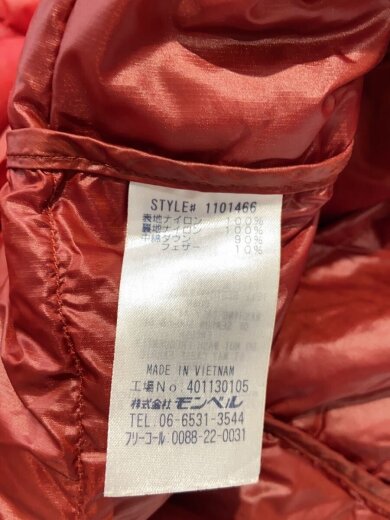 STYLE# 1101466
表地ナイロン 100%
裏地ナイロン 100%
中綿ダウン 90%
フェザー 10%
MADE IN VIETNAM
工場No. 401130105
株式会社 モンベル
TEL. 06-6531-3544
フリーコール 0088-22-0031